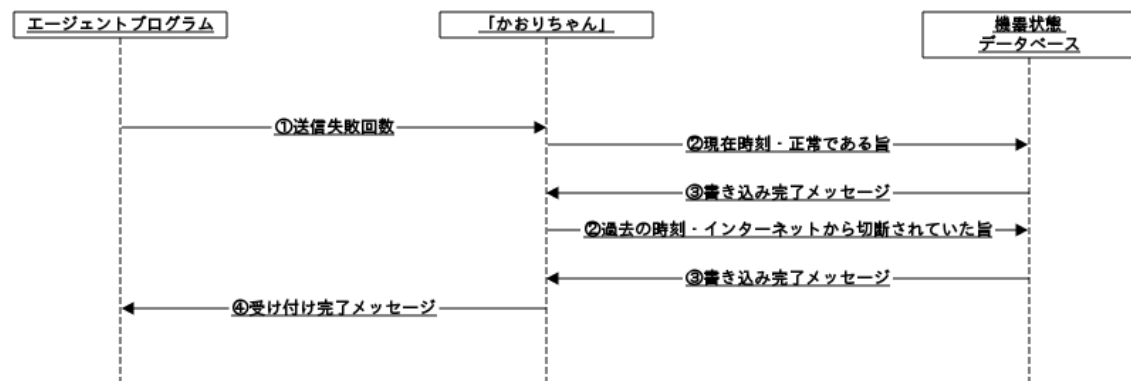 エージェントプログラム
「かおりちゃん」
機器状態
データベース
①送信失敗回数
②現在時刻・正常である旨
③書き込み完了メッセージ
②過去の時刻・インターネットから切断されていた旨
③書き込み完了メッセージ
④受け付け完了メッセージ